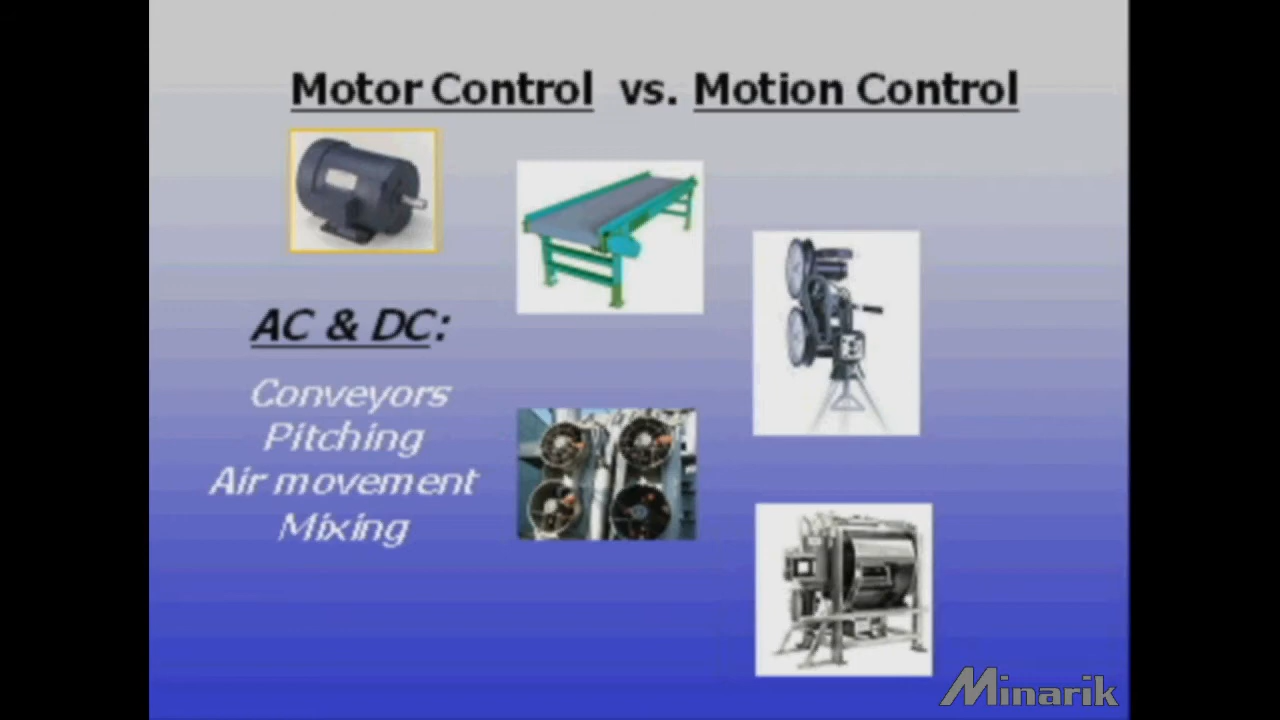 Motor Control vs. Motion Control
AC & DC:
Conveyors
Pitching
Air movement
Mixing
Minarik